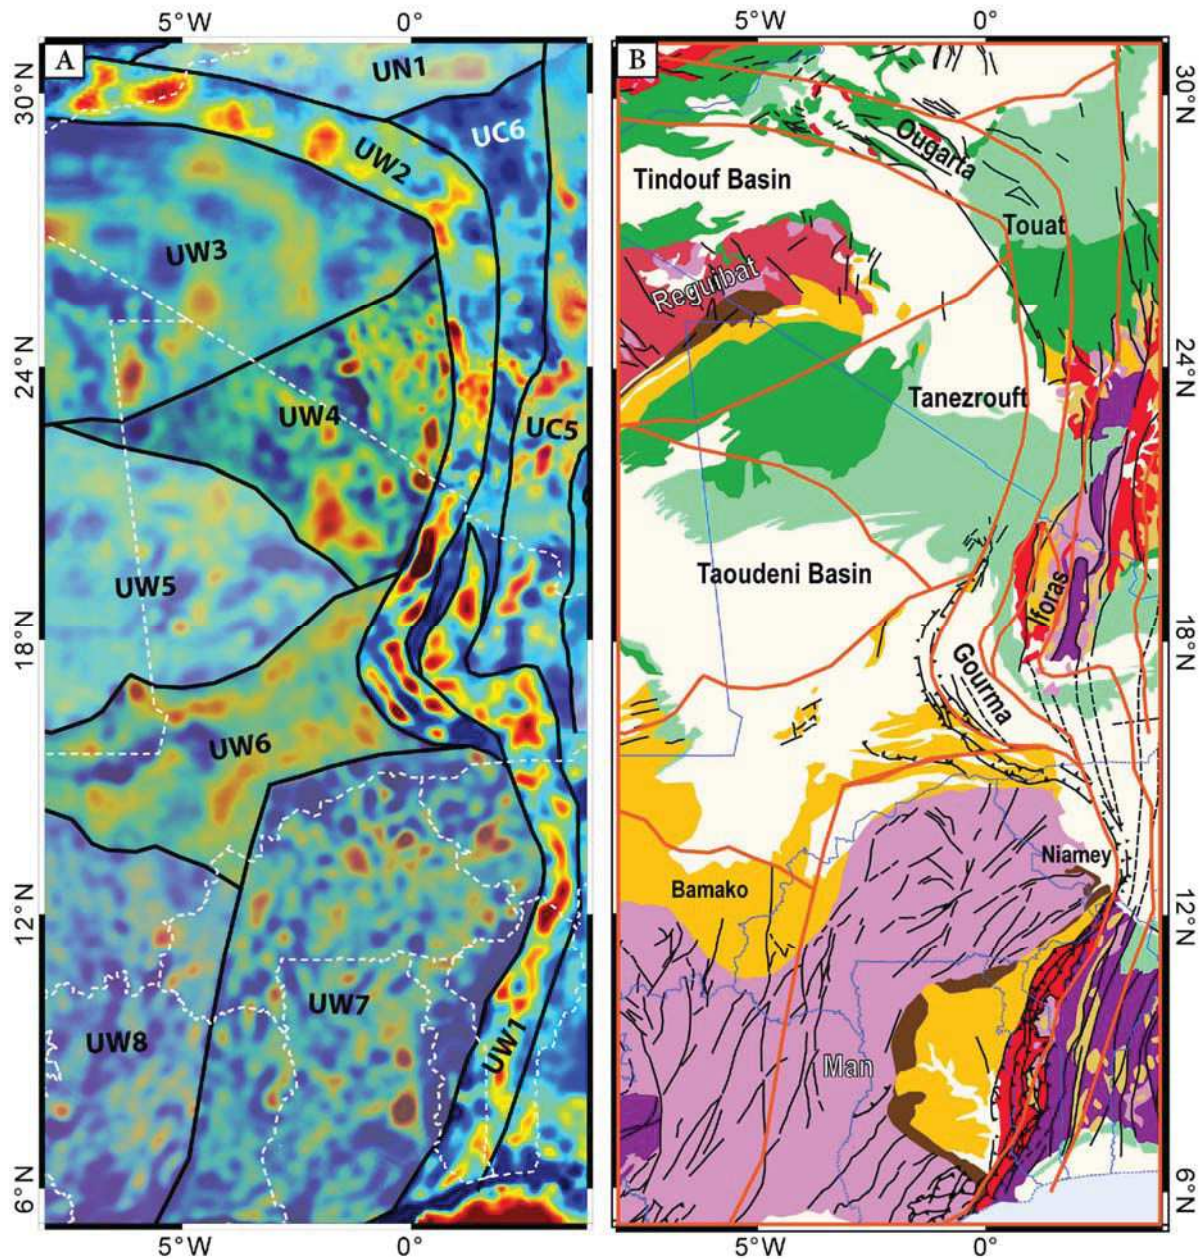 5°W 0° 5°W 0°
A
B
30°N
24°N
18°N
12°N
6°N
UN1
UC6
UW2
UW3
UW4
UC5
UW5
UW6
UW7
UW1
UW8
Ougarta
Tindouf Basin
Touat
Reguibat
Tanezrouft
Taoudeni Basin
Iforas
Gourma
Niamey
Bamako
Man
30°N
24°N
18°N
12°N
6°N
5°W 0° 5°W 0°